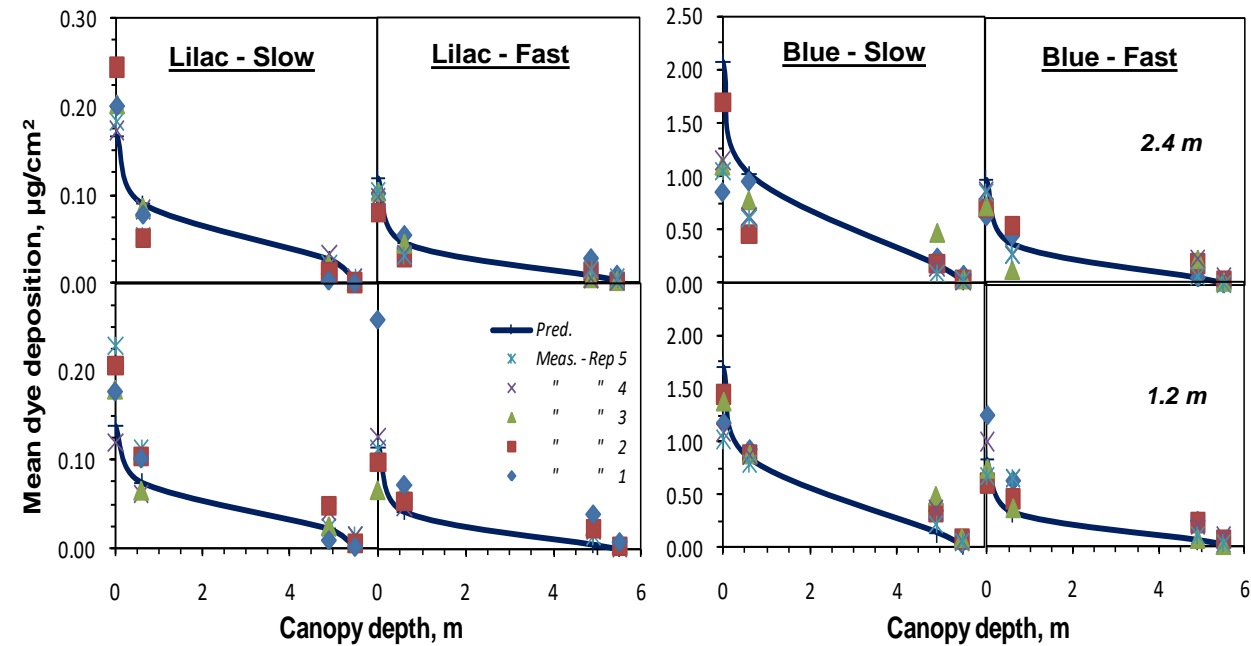 Mean dye deposition, µg/cm²
0.30
0.20
0.10
0.00
0.20
0.10
0.00
Lilac - Slow
Lilac - Fast
Pred.
Meas. - Rep 5
" " 4
" " 3
" " 2
" " 1
0 2 4 0 2 4 6
Canopy depth, m
2.50
2.00
1.50
1.00
0.50
0.00
2.00
1.50
1.00
0.50
0.00
Blue - Slow
Blue - Fast
2.4 m
1.2 m
0 2 4 0 2 4 6
Canopy depth, m